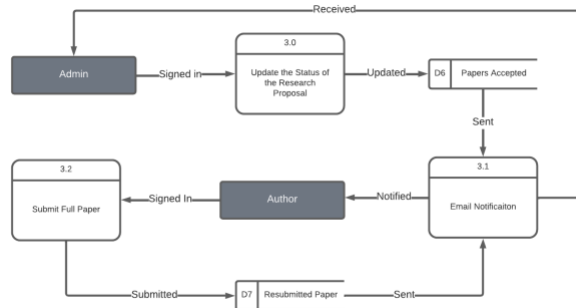 Received
3.0
Admin
Signed in
Update the Status of
the Research
Proposal
Updated
D6
Papers Accepted
Sent
3.2
3.1
Submit Full Paper
Signed In
Author
Notified
Email Notificaiton
Submitted
D7
Resubmitted Paper
Sent